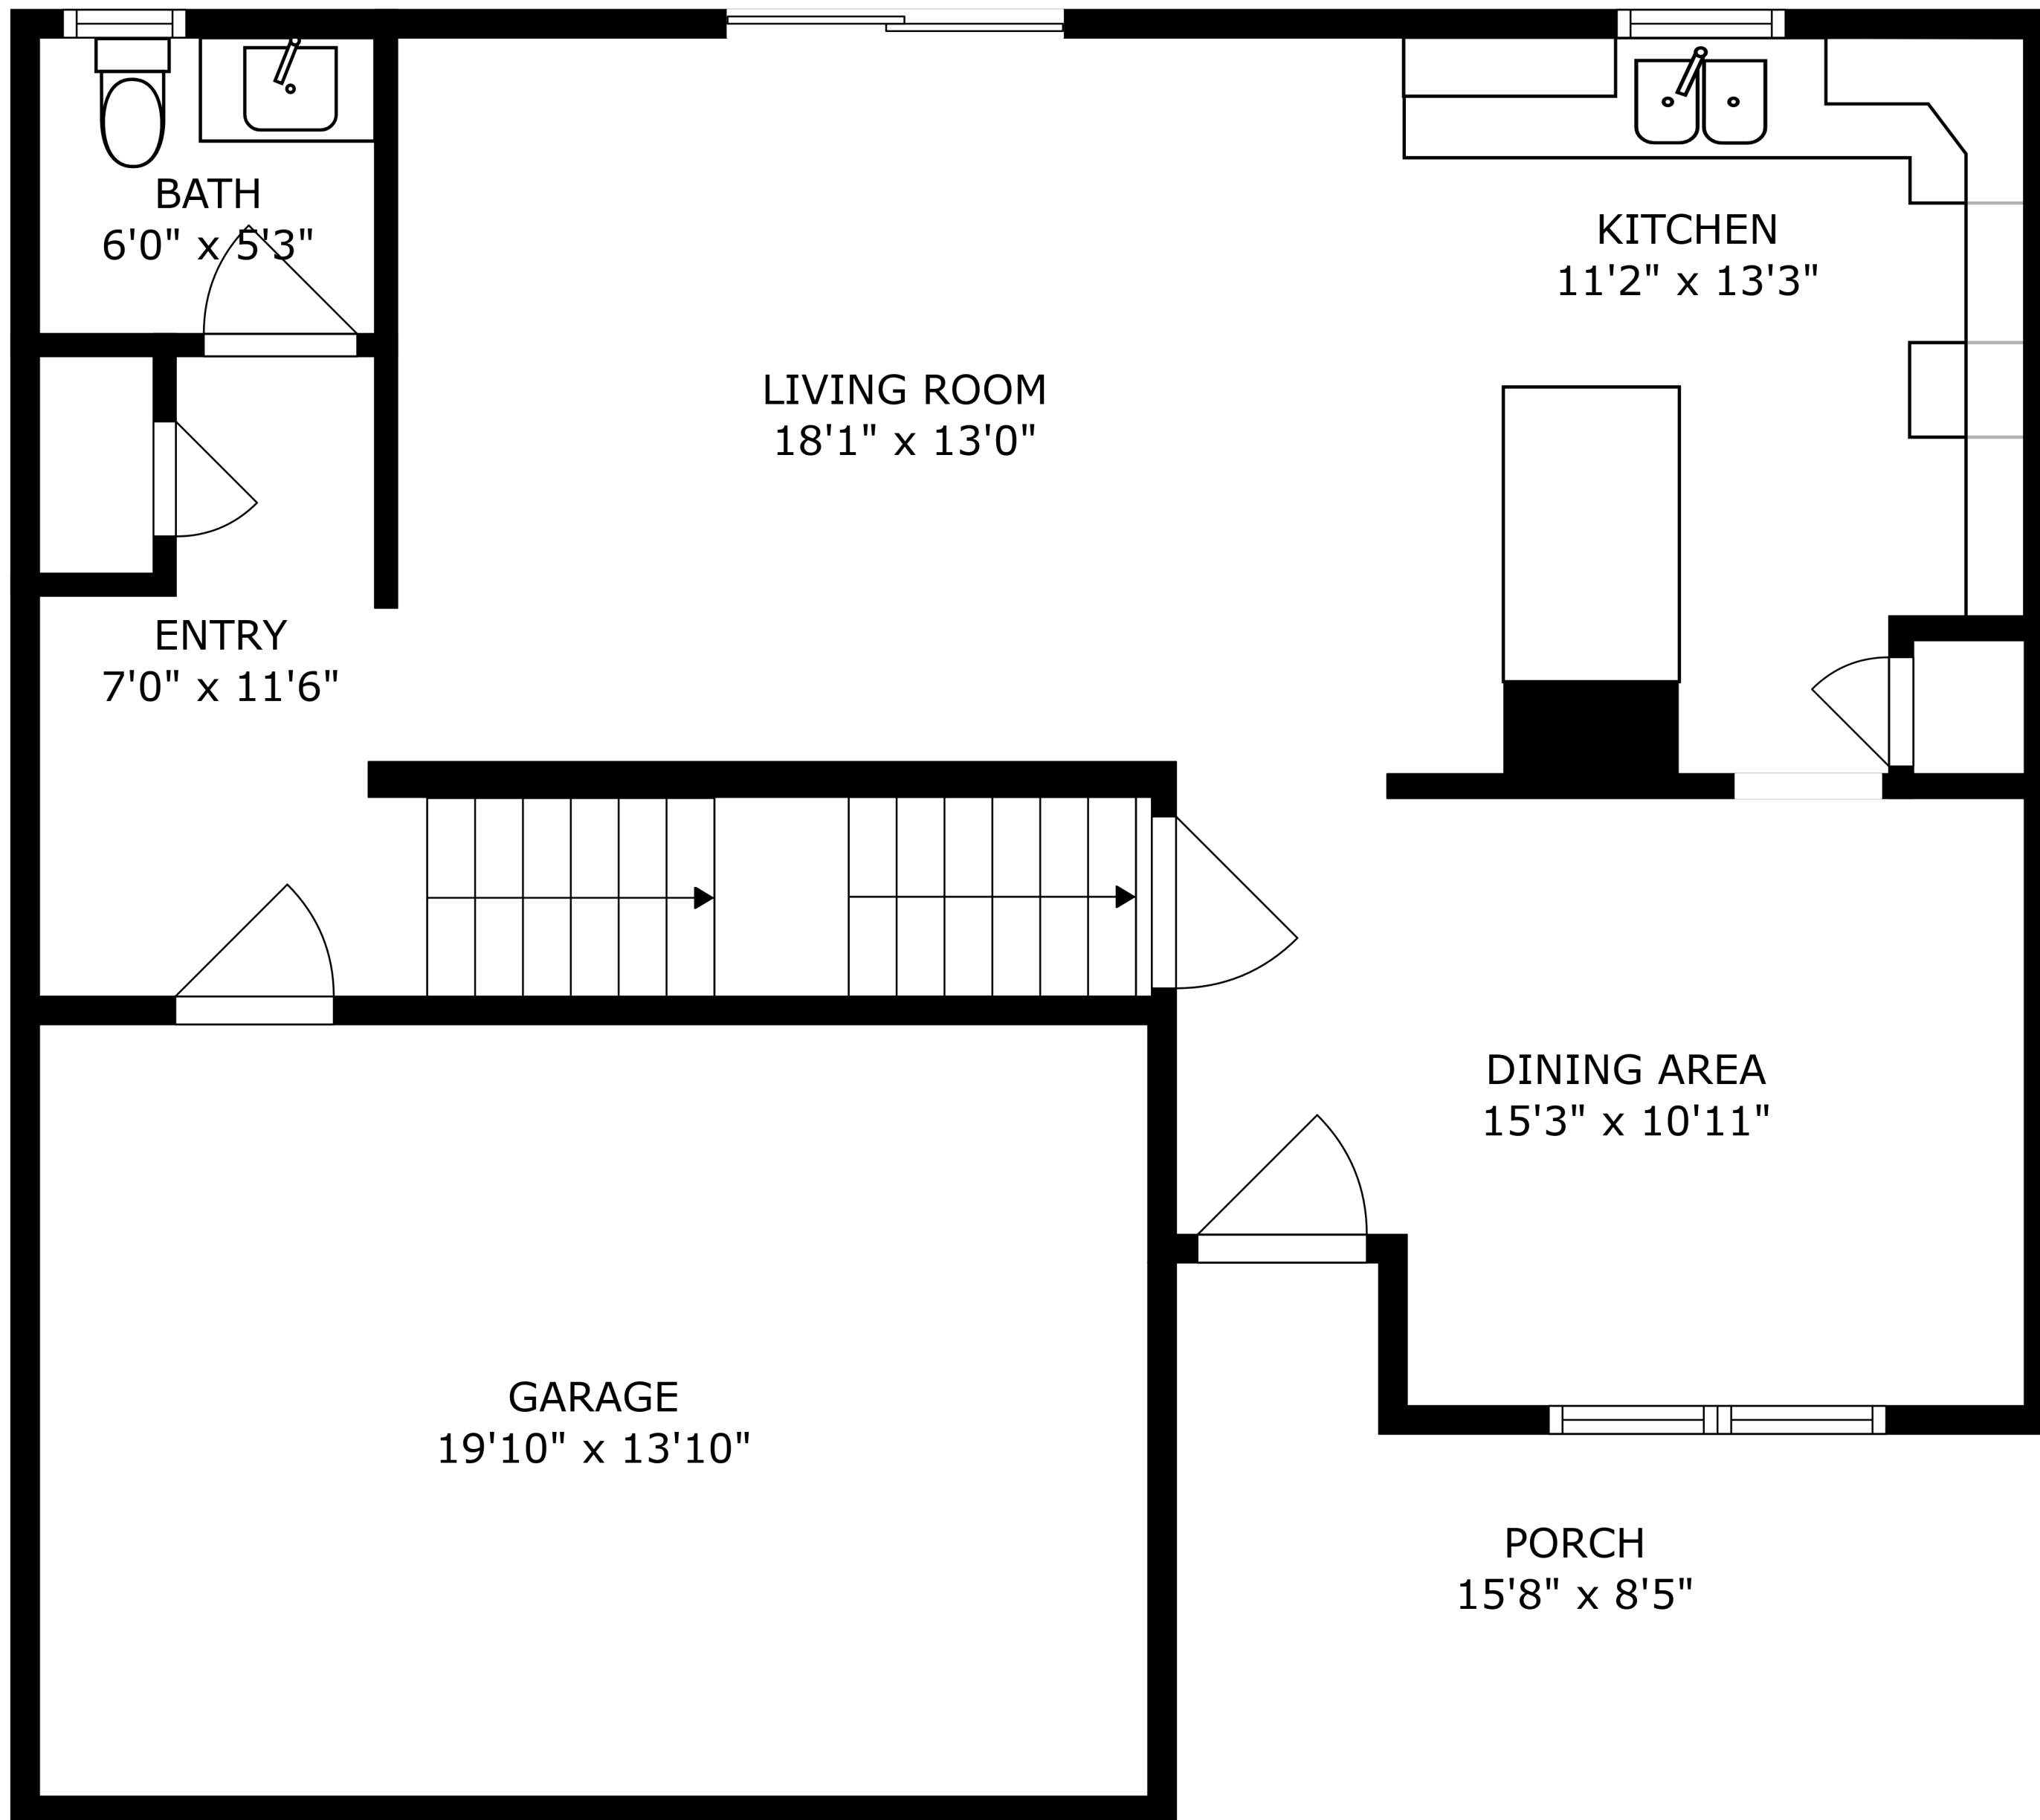 BATH
6'0" x 5'3"
KITCHEN
11'2" x 13'3"
LIVING ROOM
18'1" x 13'0"
ENTRY
7'0" x 11'6"
DINING AREA
15'3" x 10'11"
GARAGE
19'10" x 13'10"
PORCH
15'8" x 8'5"